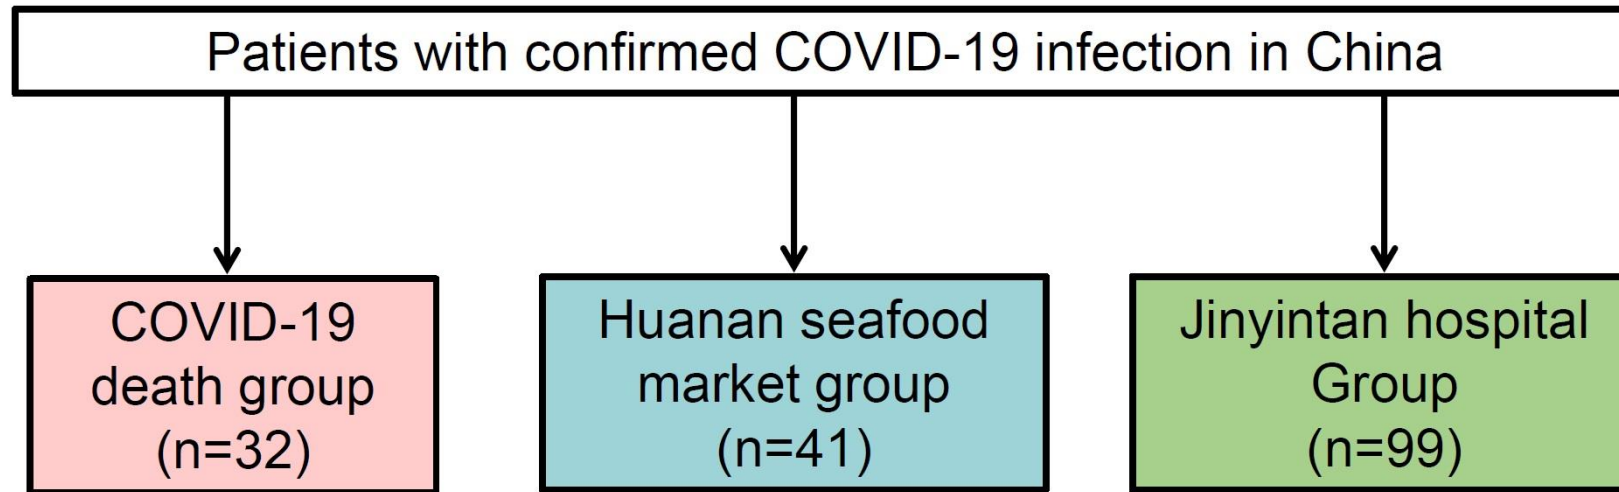 Patients with confirmed COVID-19 infection in China
COVID-19
death group
(n=32)
Huanan seafood
market group
(n=41)
Jinyintan hospital
Group
(n=99)